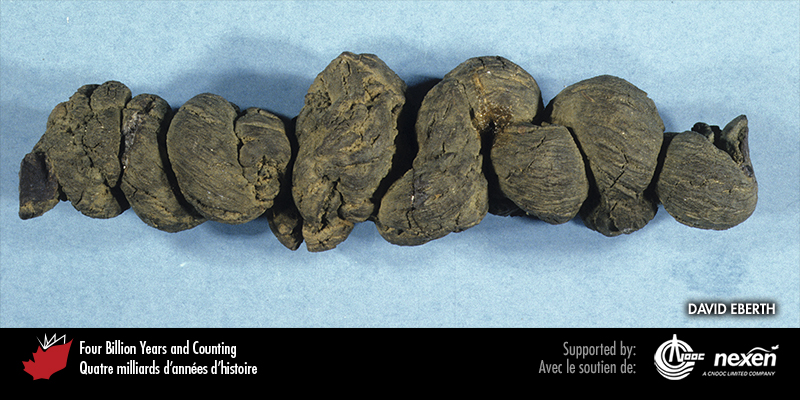 DAVID EBERTH
Four Billion Years and Counting
Quatre milliards d'années d'histoire
Supported by:
Avec le soutien de:
CNOOC
nexen
A CNOOC LIMITED COMPANY